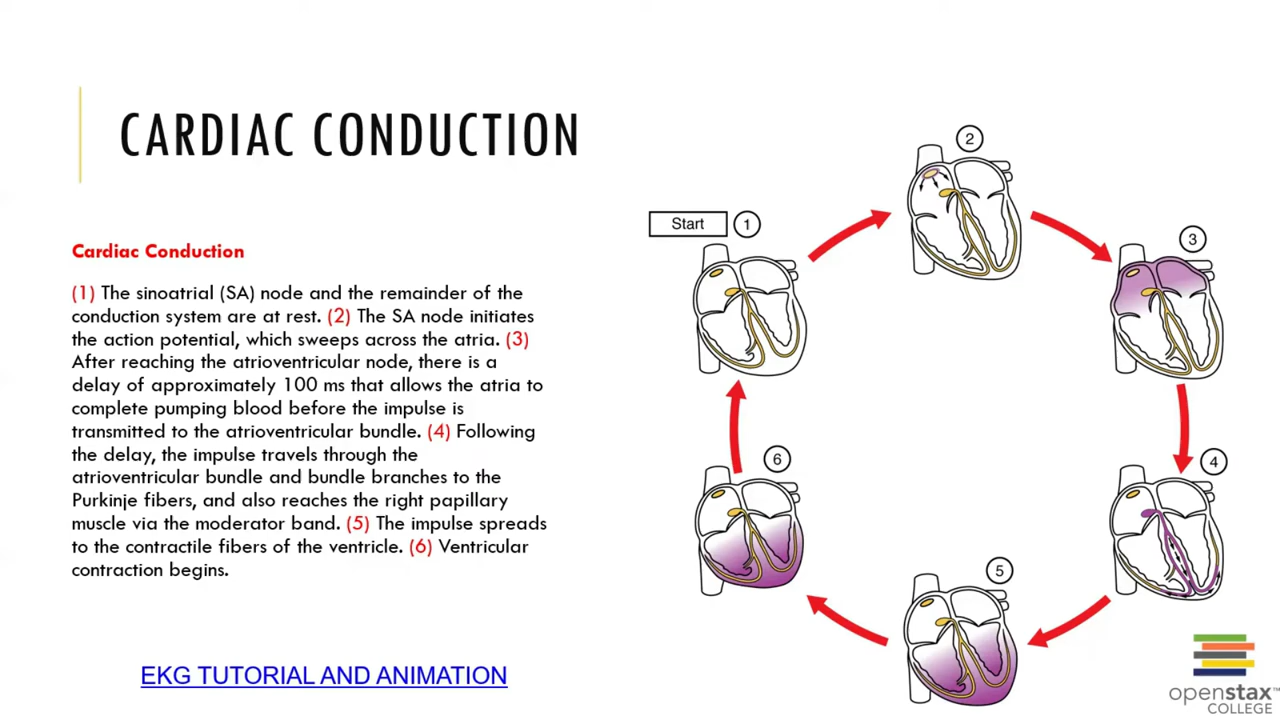 CARDIAC CONDUCTION
Cardiac Conduction
(1) The sinoatrial (SA) node and the remainder of the
conduction system are at rest. (2) The SA node initiates
the action potential, which sweeps across the atria. (3)
After reaching the atrioventricular node, there is a
delay of approximately 100 ms that allows the atria to
complete pumping blood before the impulse is
transmitted to the atrioventricular bundle. (4) Following
the delay, the impulse travels through the
atrioventricular bundle and bundle branches to the
Purkinje fibers, and also reaches the right papillary
muscle via the moderator band. (5) The impulse spreads
to the contractile fibers of the ventricle. (6) Ventricular
contraction begins.
EKG TUTORIAL AND ANIMATION
Start
1
2
3
4
5
6
openstax™
COLLEGE